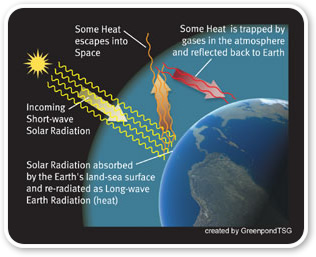 Some Heat
escapes into
Space
Some Heat is trapped by
gases in the atmosphere
and reflected back to Earth
Incoming
Short-wave
Solar Radiation
Solar Radiation absorbed
by the Earth's land-sea surface
and re-radiated as Long-wave
Earth Radiation (heat)
created by GreenpondTSG